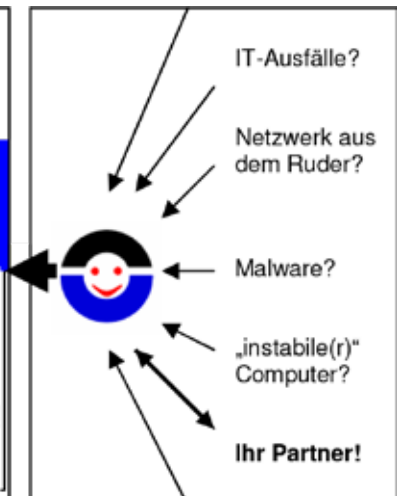 IT-Ausfälle?
Netzwerk aus
dem Ruder?
Malware?
„instabile(r)“
Computer?
Ihr Partner!